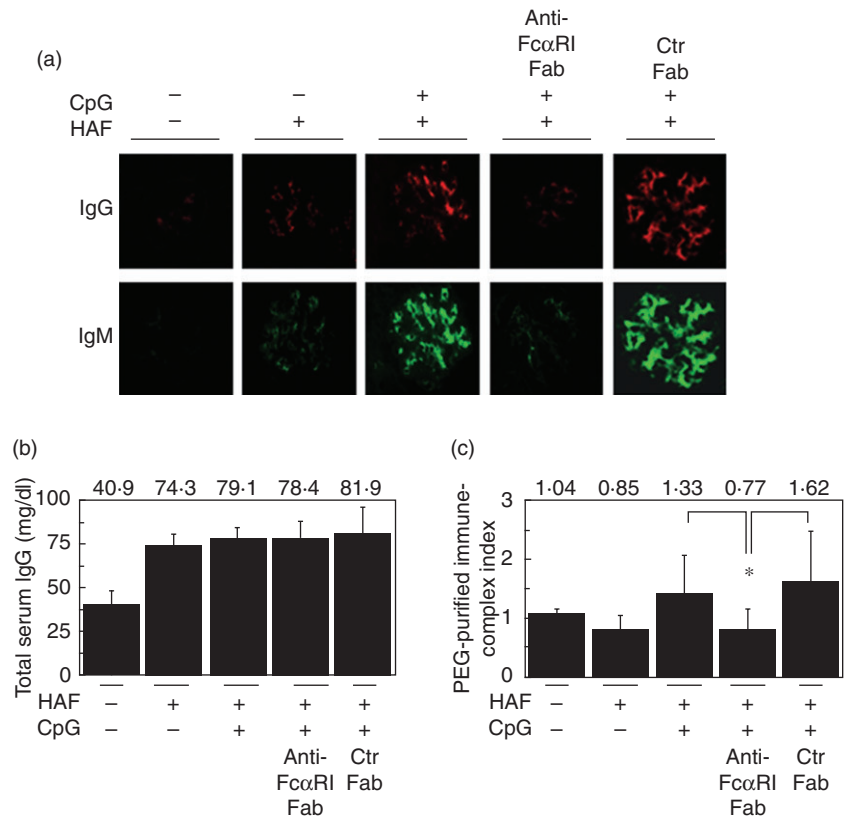 (a)
Anti-
FcαRI
Fab
Ctr
Fab
CpG – – + + +
HAF – + + + +
IgG
IgM
(b)
40·9 74·3 79·1 78·4 81·9
Total serum IgG (mg/dl)
100
75
50
25
0
HAF – + + + +
CpG – – + + +
Anti-
FcαRI
Fab
Ctr
Fab
(c)
1·04 0·85 1·33 0·77 1·62
PEG-purified immune-
complex index
3
2
1
0
*
HAF – + + + +
CpG – – + + +
Anti-
FcαRI
Fab
Ctr
Fab